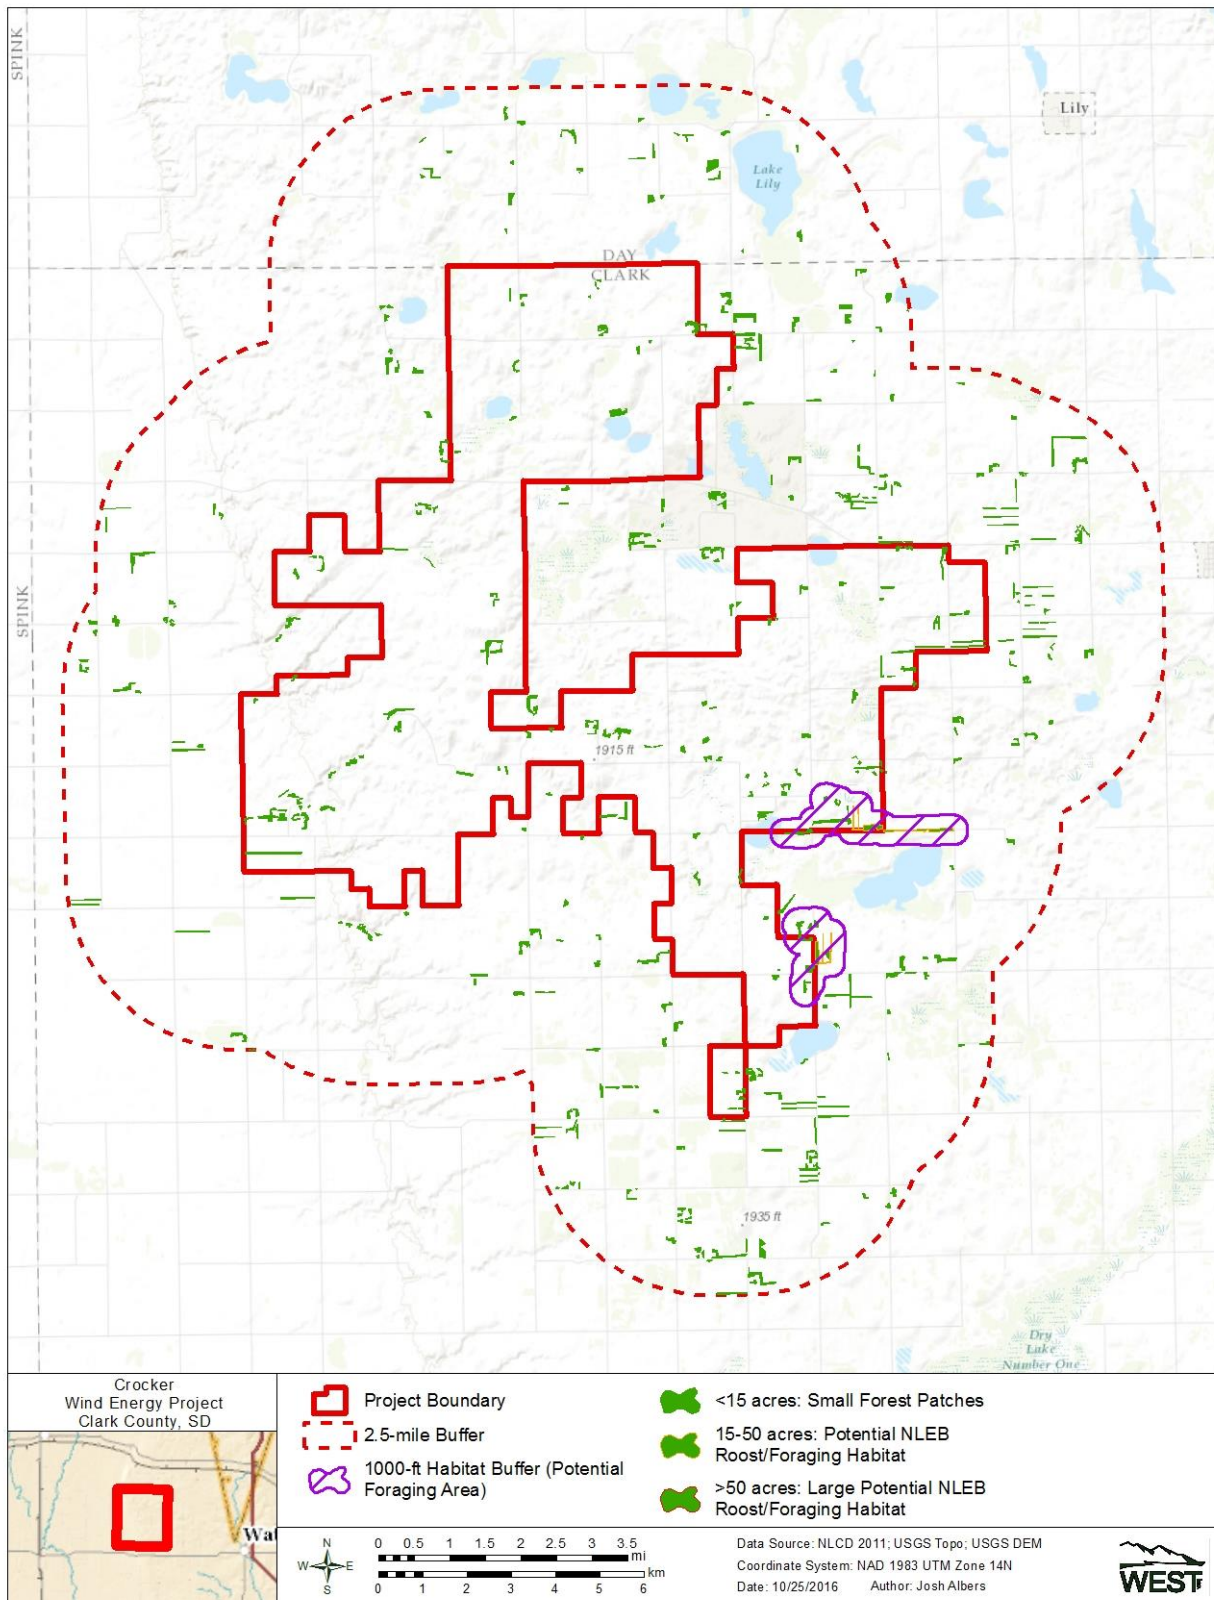 SPINK
Lily
Lake
Lily
DAY
CLARK
SPINK
1915 ft
1935 ft
Dry
Lake
Number One
Crocker
Wind Energy Project
Clark County, SD
Project Boundary
2.5-mile Buffer
1000-ft Habitat Buffer (Potential
Foraging Area)
<15 acres: Small Forest Patches
15-50 acres: Potential NLEB
Roost/Foraging Habitat
>50 acres: Large Potential NLEB
Roost/Foraging Habitat
Wat
N
W E
S
0 0.5 1 1.5 2 2.5 3 3.5
mi
km
0 1 2 3 4 5 6
Data Source: NLCD 2011; USGS Topo; USGS DEM
Coordinate System: NAD 1983 UTM Zone 14N
Date: 10/25/2016 Author: Josh Albers
WEST